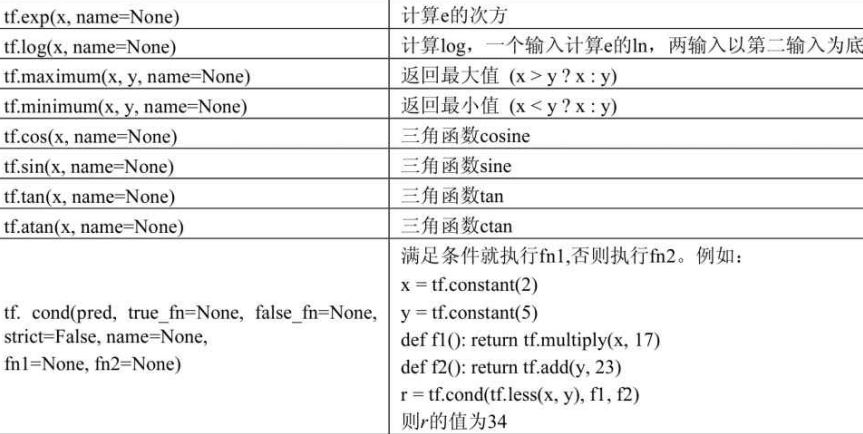 tf.exp(x, name=None)
计算e的次方
tf.log(x, name=None)
计算log，一个输入计算e的ln，两输入以第二输入为底
tf.maximum(x, y, name=None)
返回最大值 (x > y ? x : y)
tf.minimum(x, y, name=None)
返回最小值 (x < y ? x : y)
tf.cos(x, name=None)
三角函数cosine
tf.sin(x, name=None)
三角函数sine
tf.tan(x, name=None)
三角函数tan
tf.atan(x, name=None)
三角函数ctan
tf. cond(pred, true_fn=None, false_fn=None,
strict=False, name=None,
fn1=None, fn2=None)
满足条件就执行fn1,否则执行fn2。例如：
x = tf.constant(2)
y = tf.constant(5)
def f1(): return tf.multiply(x, 17)
def f2(): return tf.add(y, 23)
r = tf.cond(tf.less(x, y), f1, f2)
则r的值为34